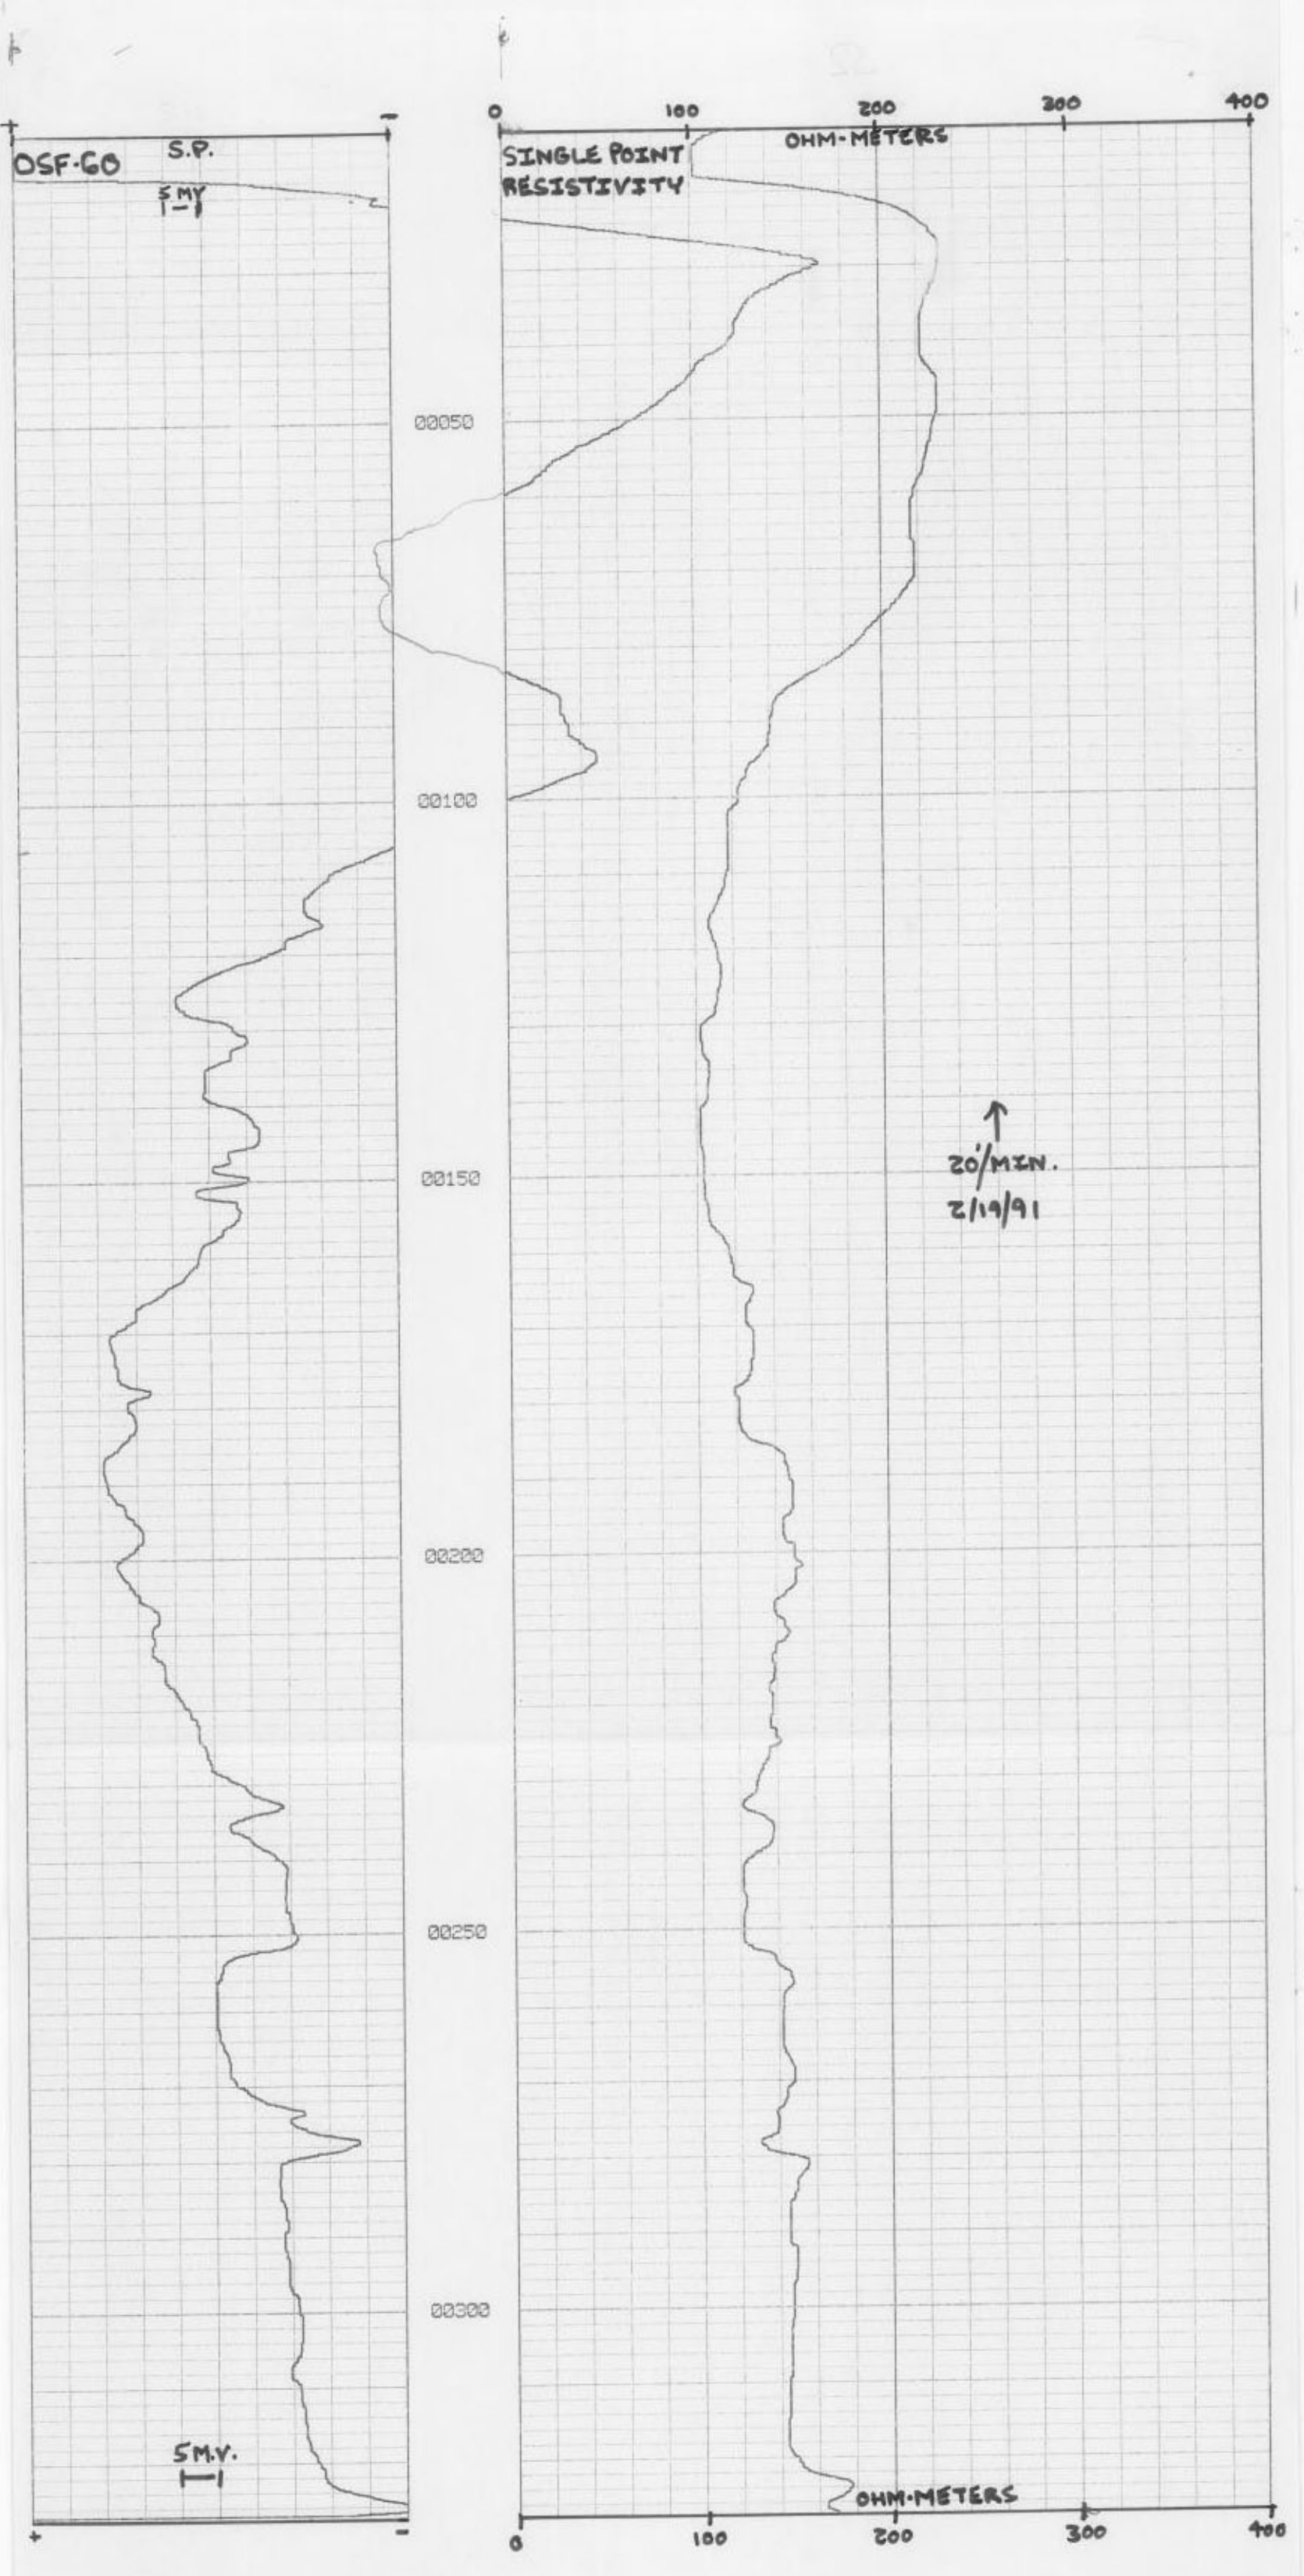 0 100 200 300 400
+ -
OSF-60 S.P.
5 MV
SINGLE POINT
RESISTIVITY
OHM-METERS
00050
00100
00150
20'/MIN.
2/19/91
00200
00250
00300
5 M.V.
OHM-METERS
+ -
0 100 200 300 400